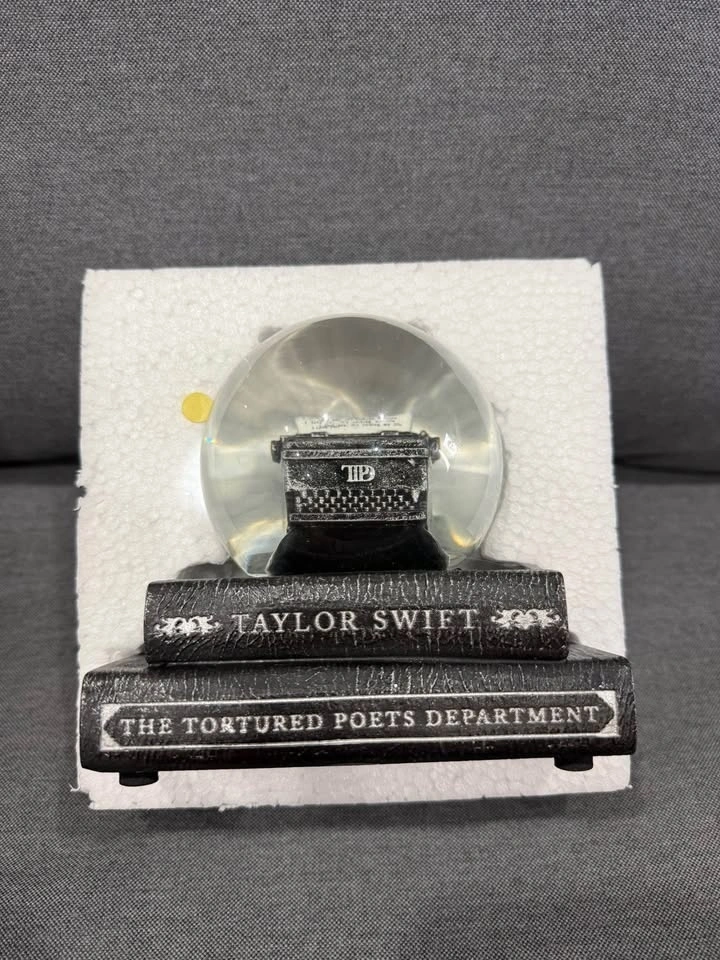 TTPD
TAYLOR SWIFT
THE TORTURED POETS DEPARTMENT